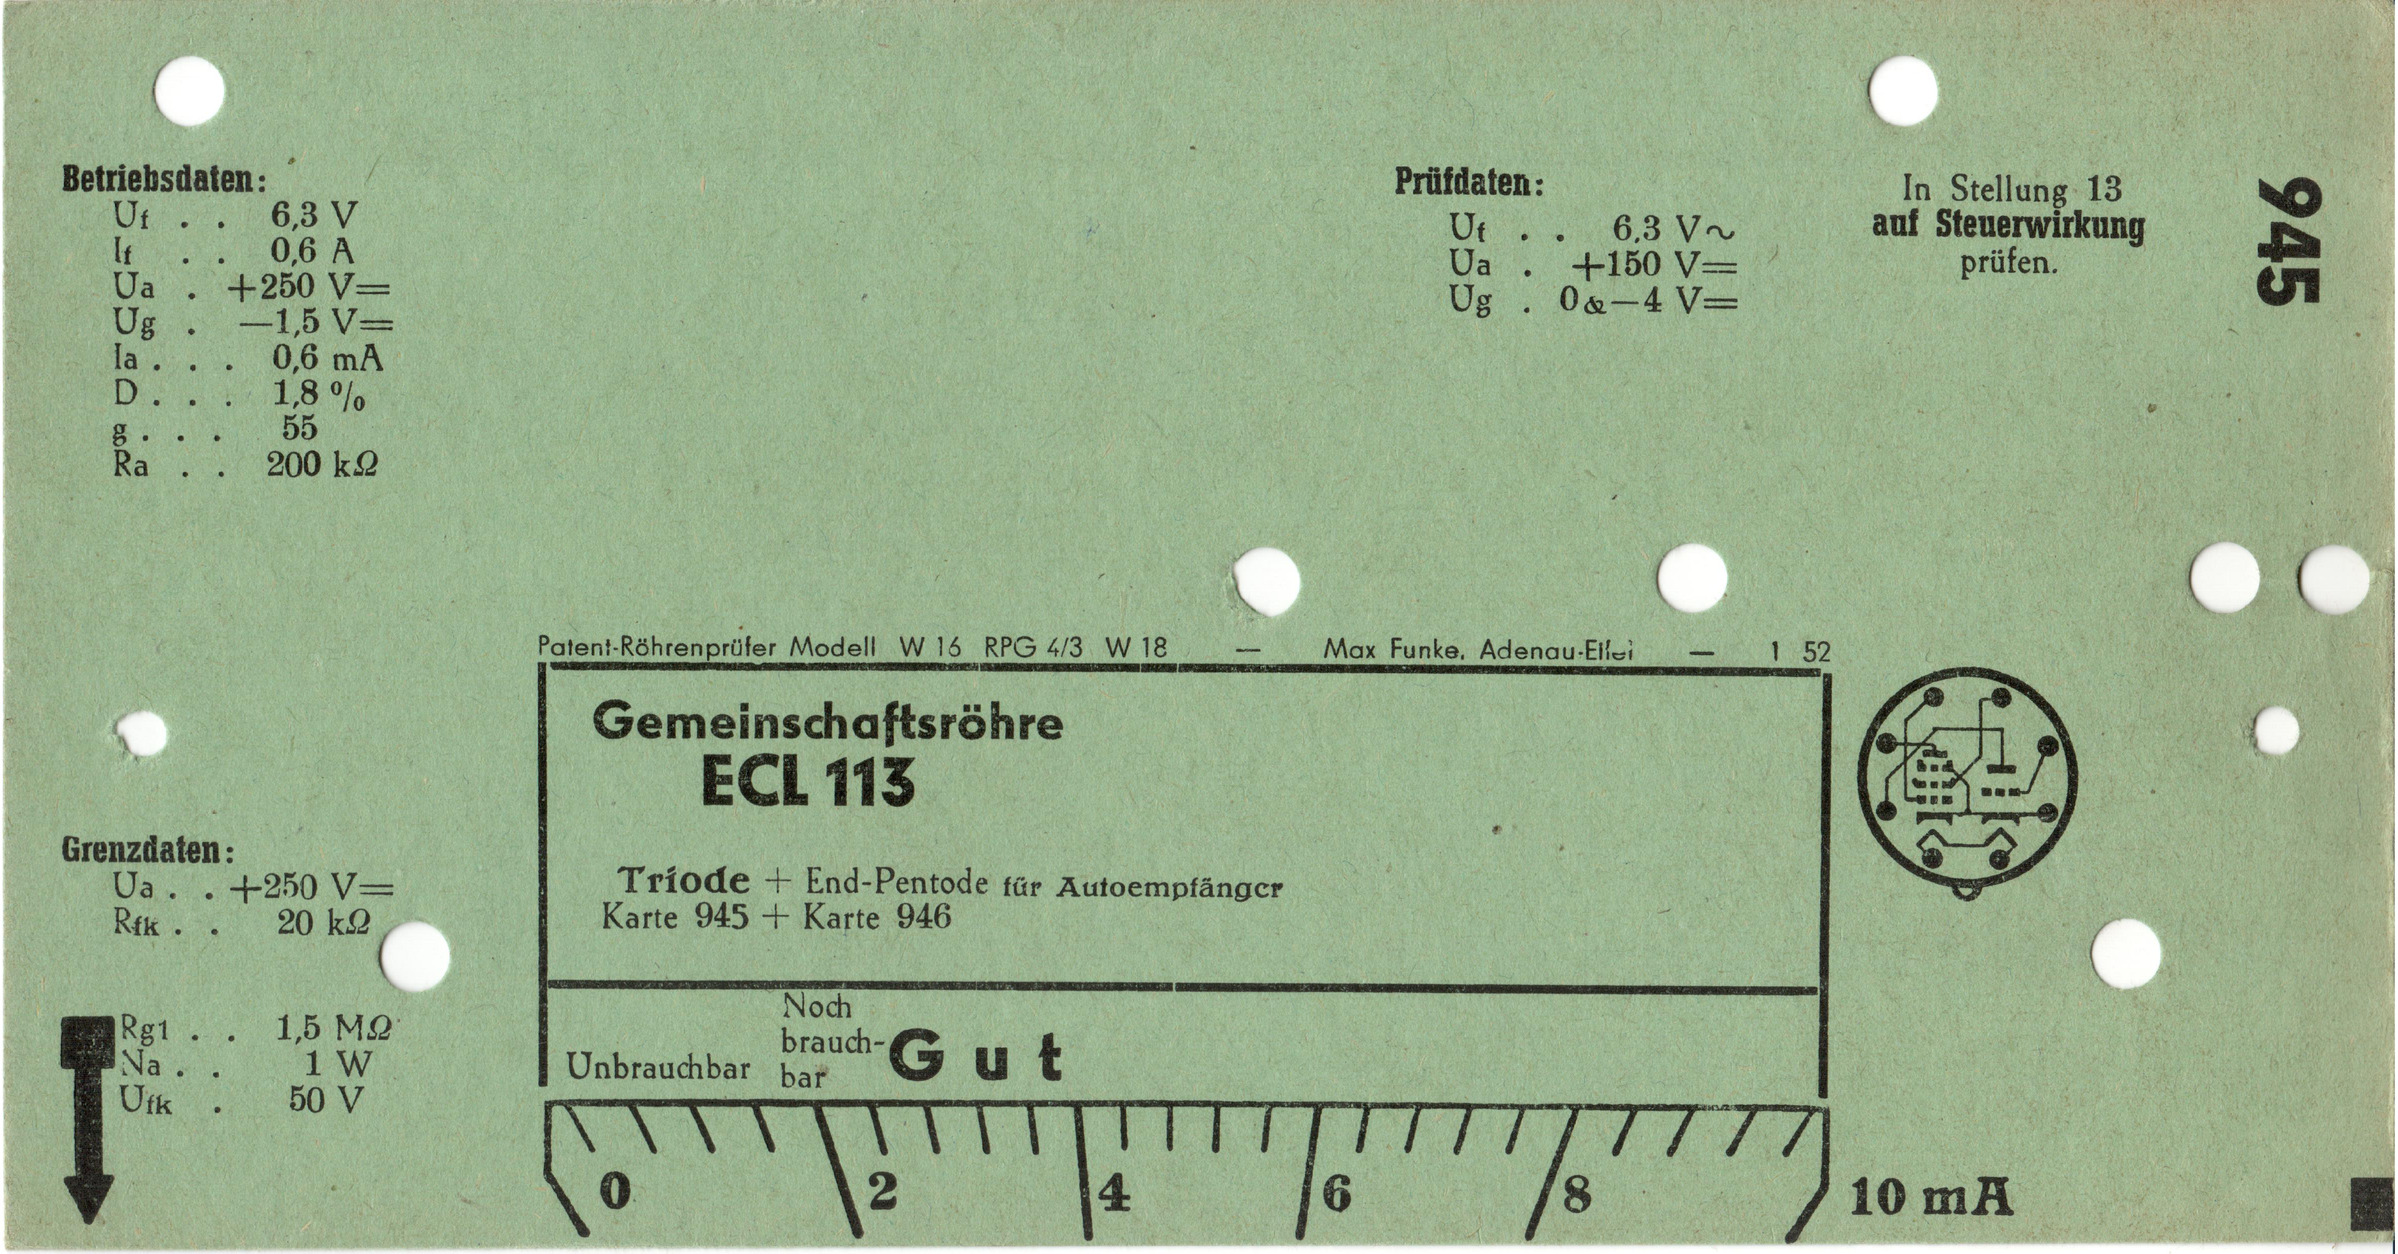 Betriebsdaten:
Uf . . 6,3 V
If . . 0,6 A
Ua . +250 V=
Ug . —1,5 V=
Ia . . . 0,6 mA
D . . . 1,8 %
g . . . 55
Ra . . 200 kΩ
Prüfdaten:
Uf . . 6,3 V~
Ua . +150 V=
Ug . 0&—4 V=
In Stellung 13
auf Steuerwirkung
prüfen.
945
Patent-Röhrenprüfer Modell W 16 RPG 4/3 W 18 — Max Funke, Adenau-Eifel — 1 52
Gemeinschaftsröhre
ECL 113
Triode + End-Pentode für Autoempfänger
Karte 945 + Karte 946
Grenzdaten:
Ua . . +250 V=
Rfk . . 20 kΩ
Rg1 . . 1,5 MΩ
Na . . 1 W
Ufk . 50 V
Unbrauchbar
Noch
brauch-
bar
Gut
0 2 4 6 8 10 mA